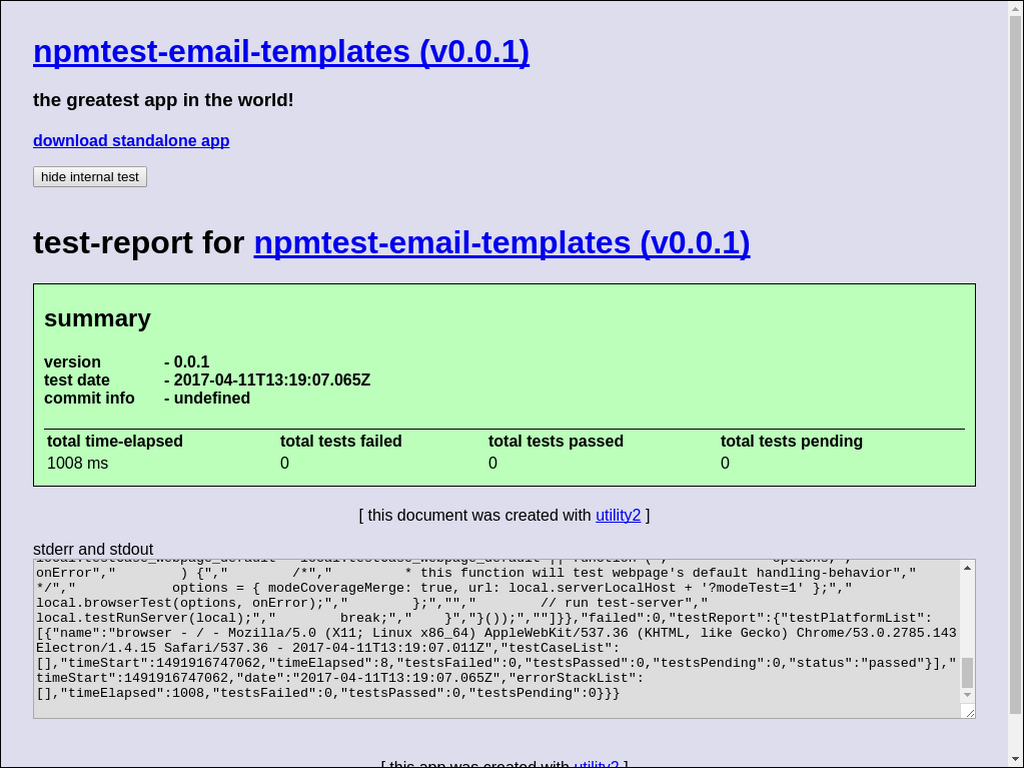 npmtest-email-templates (v0.0.1)
the greatest app in the world!
download standalone app
hide internal test
test-report for npmtest-email-templates (v0.0.1)
summary
version - 0.0.1
test date - 2017-04-11T13:19:07.065Z
commit info - undefined
total time-elapsed total tests failed total tests passed total tests pending
1008 ms 0 0 0
[ this document was created with utility2 ]
stderr and stdout
onError","        ) {","        /*","         * this function will test webpage's default handling-behavior","
*/","            options = { modeCoverageMerge: true, url: local.serverLocalHost + '?modeTest=1' };","
local.browserTest(options, onError);","        };","","        // run test-server","
local.testRunServer(local);","        break;","    }","}());",""]}},"failed":0,"testReport":{"testPlatformList":
[{"name":"browser - / - Mozilla/5.0 (X11; Linux x86_64) AppleWebKit/537.36 (KHTML, like Gecko) Chrome/53.0.2785.143
Electron/1.4.15 Safari/537.36 - 2017-04-11T13:19:07.011Z","testCaseList":
[],"timeStart":1491916747062,"timeElapsed":8,"testsFailed":0,"testsPassed":0,"testsPending":0,"status":"passed"}],"
timeStart":1491916747062,"date":"2017-04-11T13:19:07.065Z","errorStackList":
[],"timeElapsed":1008,"testsFailed":0,"testsPassed":0,"testsPending":0}}}
[ this app was created with utility2 ]